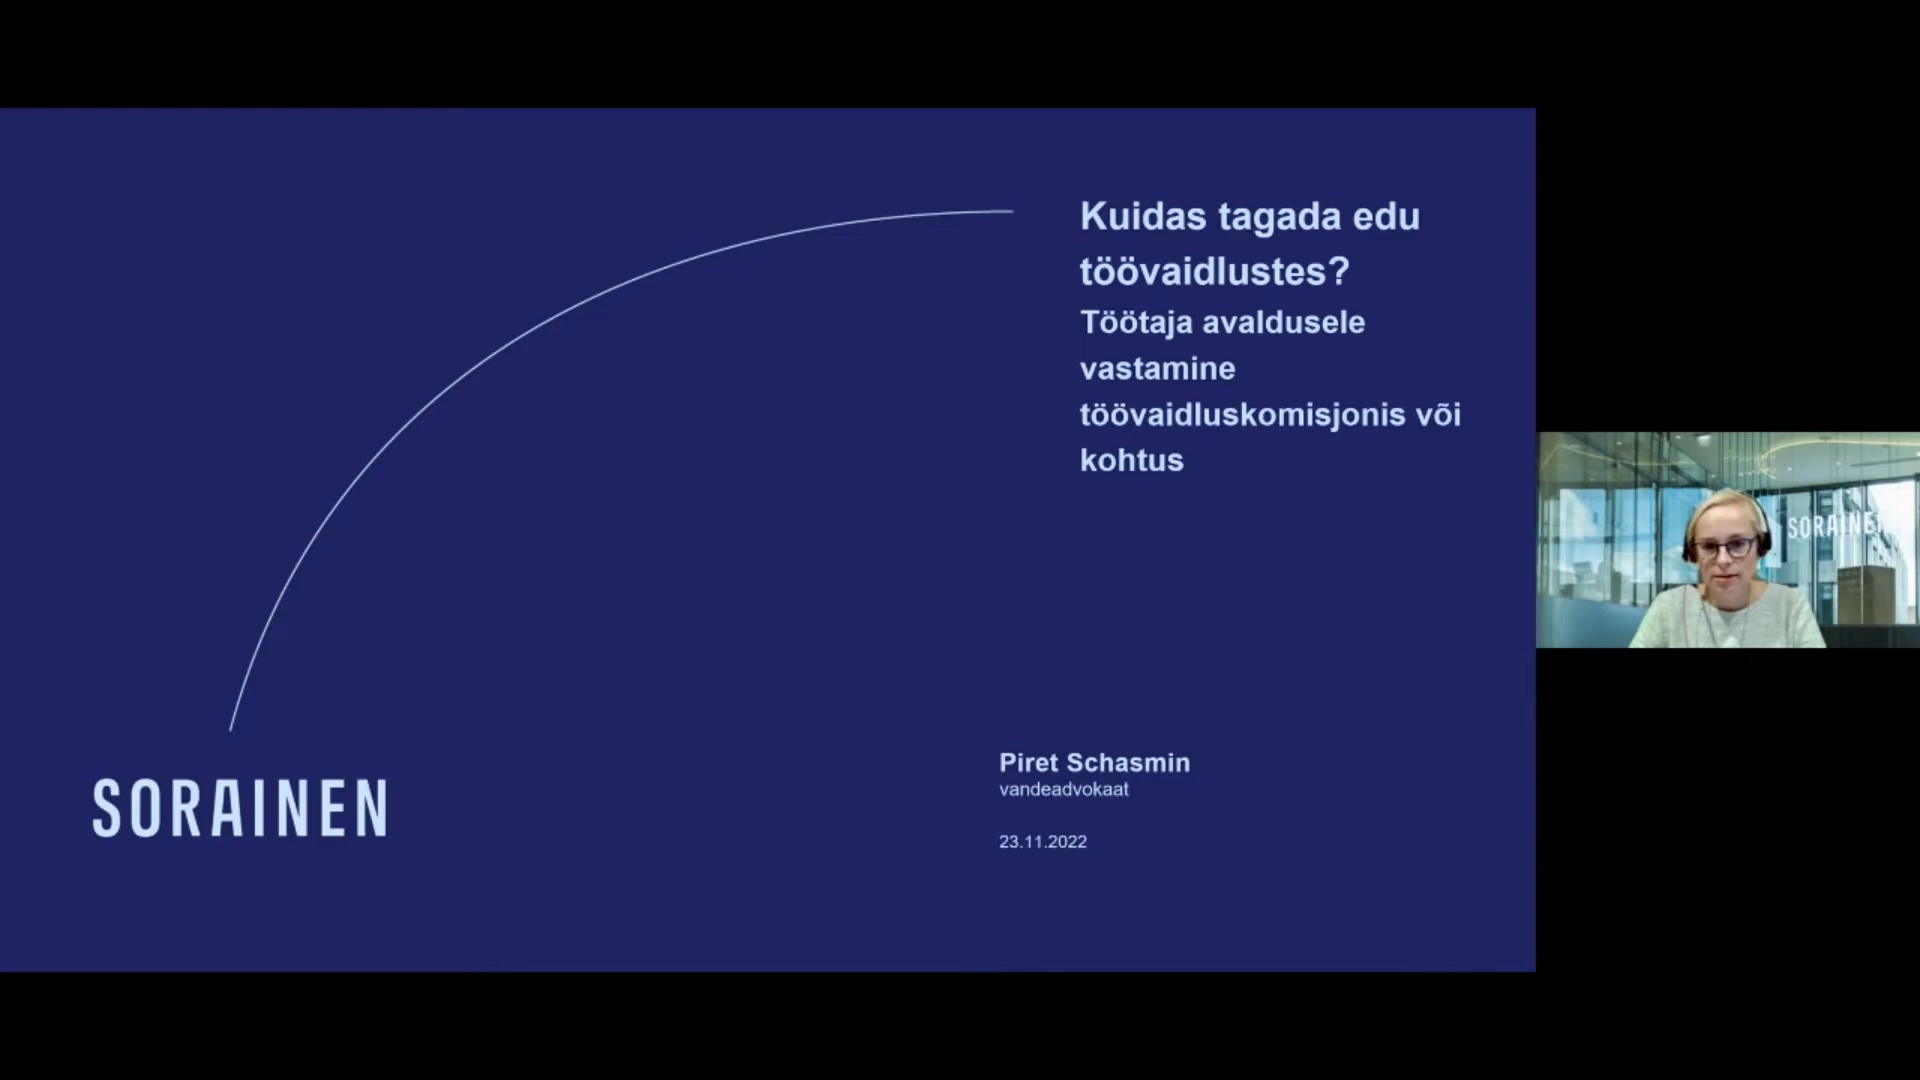 Kuidas tagada edu
töövaidlustes?
Töötaja avaldusele
vastamine
töövaidluskomisjonis või
kohtus
SORAINEN
Piret Schasmin
vandeadvokaat
23.11.2022
SORAINEN